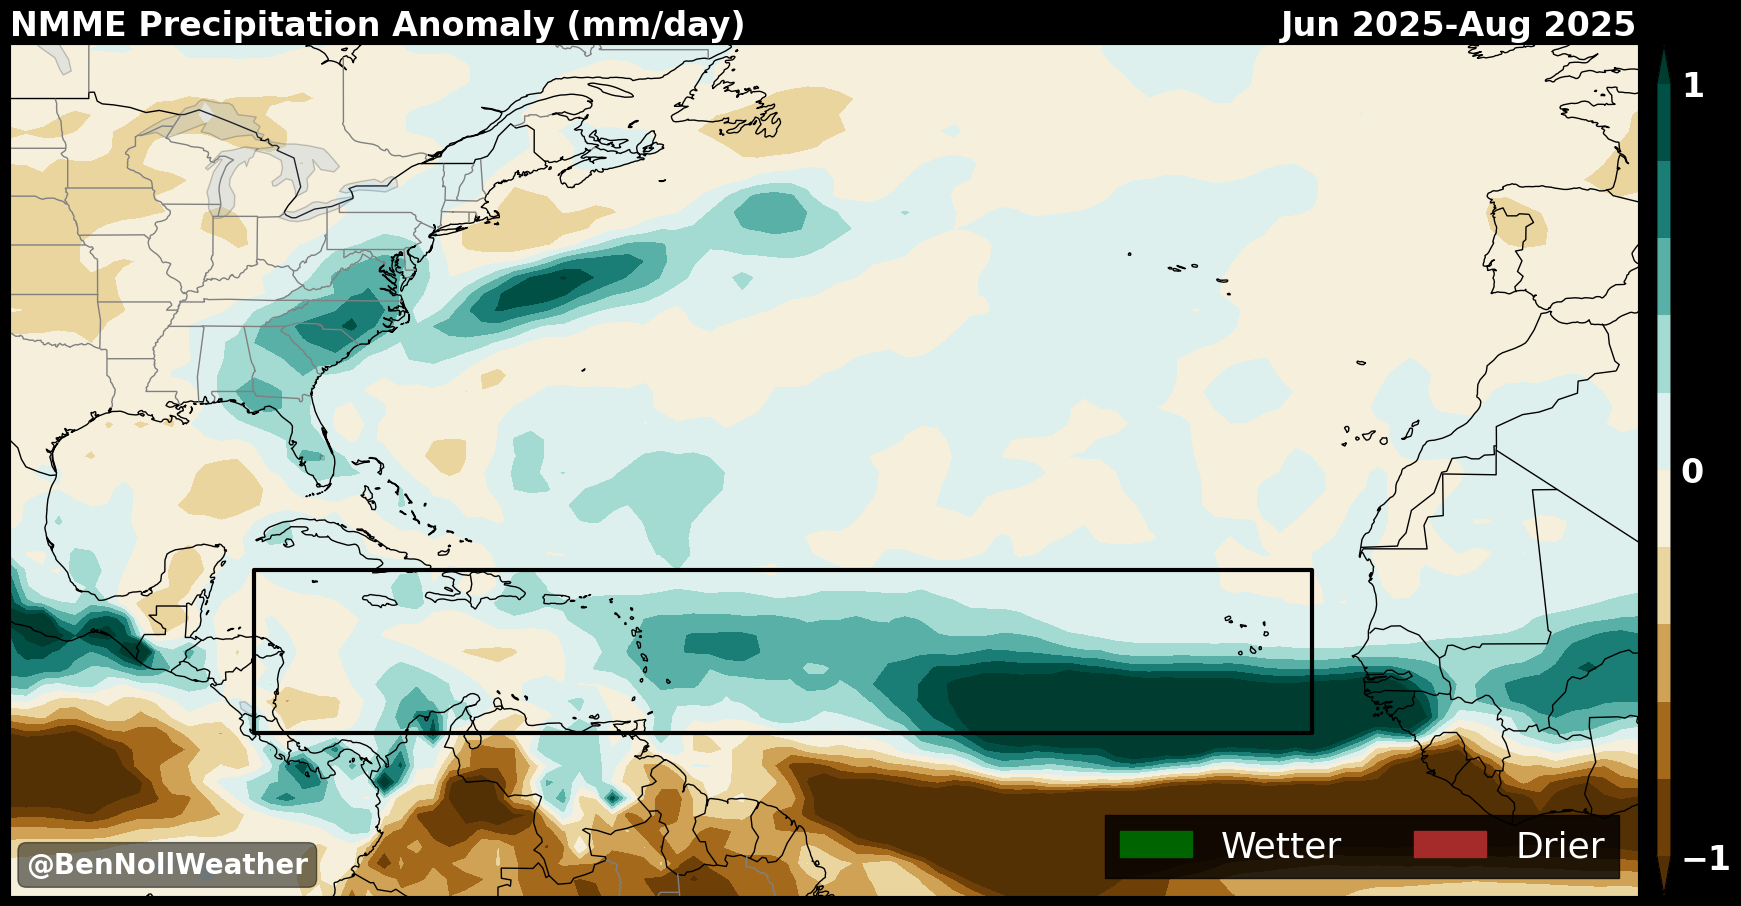 NMME Precipitation Anomaly (mm/day) Jun 2025-Aug 2025
1
0
−1
Wetter Drier
@BenNollWeather